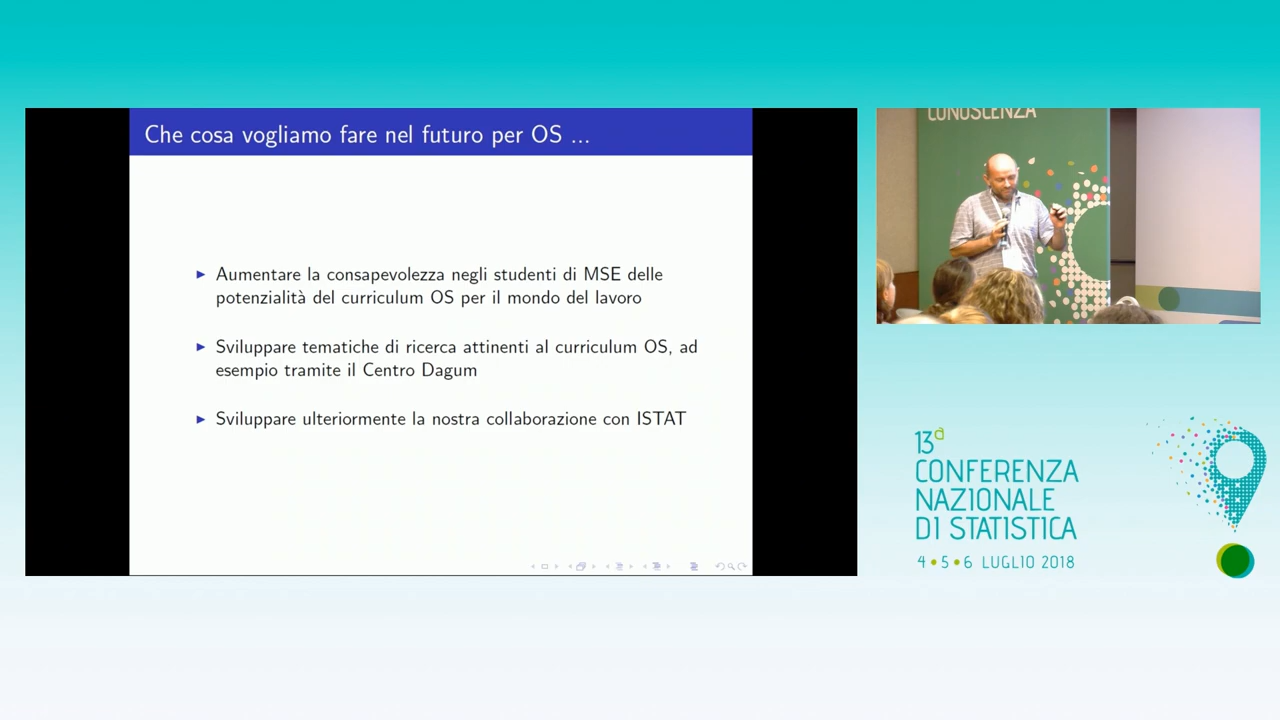 Che cosa vogliamo fare nel futuro per OS ...
Aumentare la consapevolezza negli studenti di MSE delle
potenzialità del curriculum OS per il mondo del lavoro
Sviluppare tematiche di ricerca attinenti al curriculum OS, ad
esempio tramite il Centro Dagum
Sviluppare ulteriormente la nostra collaborazione con ISTAT
CONOSCENZA
13a
CONFERENZA
NAZIONALE
DI STATISTICA
4 • 5 • 6 LUGLIO 2018